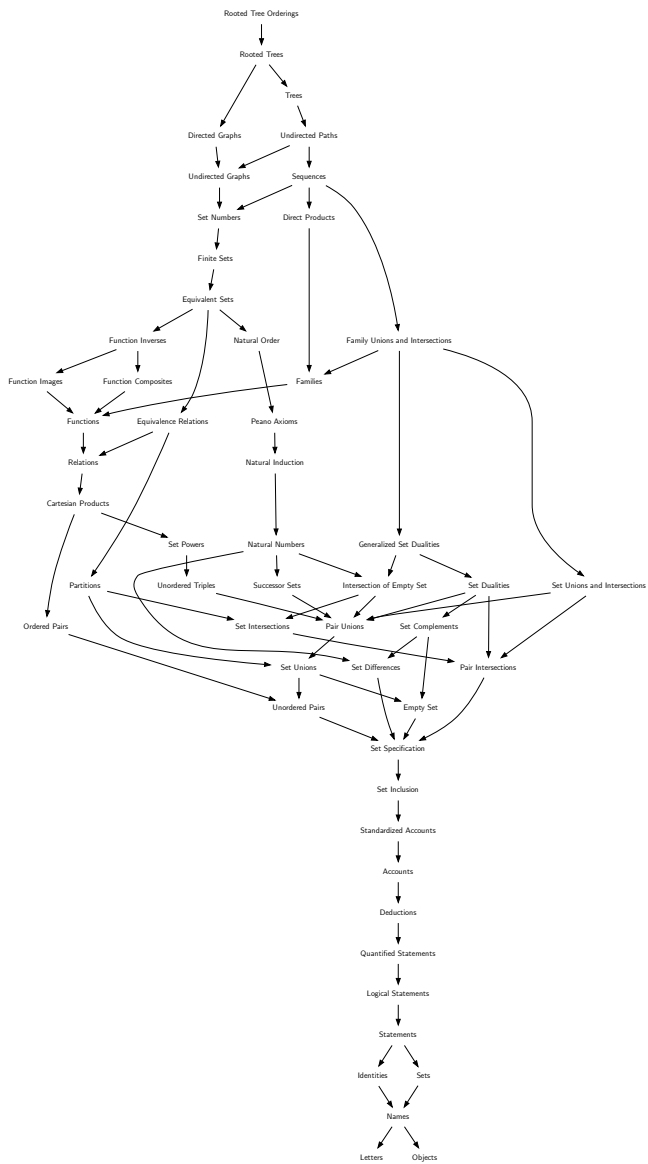 Rooted Tree Orderings
Rooted Trees
Trees
Directed Graphs
Undirected Paths
Undirected Graphs
Sequences
Set Numbers
Direct Products
Finite Sets
Equivalent Sets
Function Inverses
Natural Order
Family Unions and Intersections
Function Images
Function Composites
Families
Functions
Equivalence Relations
Peano Axioms
Relations
Natural Induction
Cartesian Products
Set Powers
Natural Numbers
Generalized Set Dualities
Partitions
Unordered Triples
Successor Sets
Intersection of Empty Set
Set Dualities
Set Unions and Intersections
Ordered Pairs
Set Intersections
Pair Unions
Set Complements
Set Unions
Set Differences
Pair Intersections
Unordered Pairs
Empty Set
Set Specification
Set Inclusion
Standardized Accounts
Accounts
Deductions
Quantified Statements
Logical Statements
Statements
Identities
Sets
Names
Letters
Objects